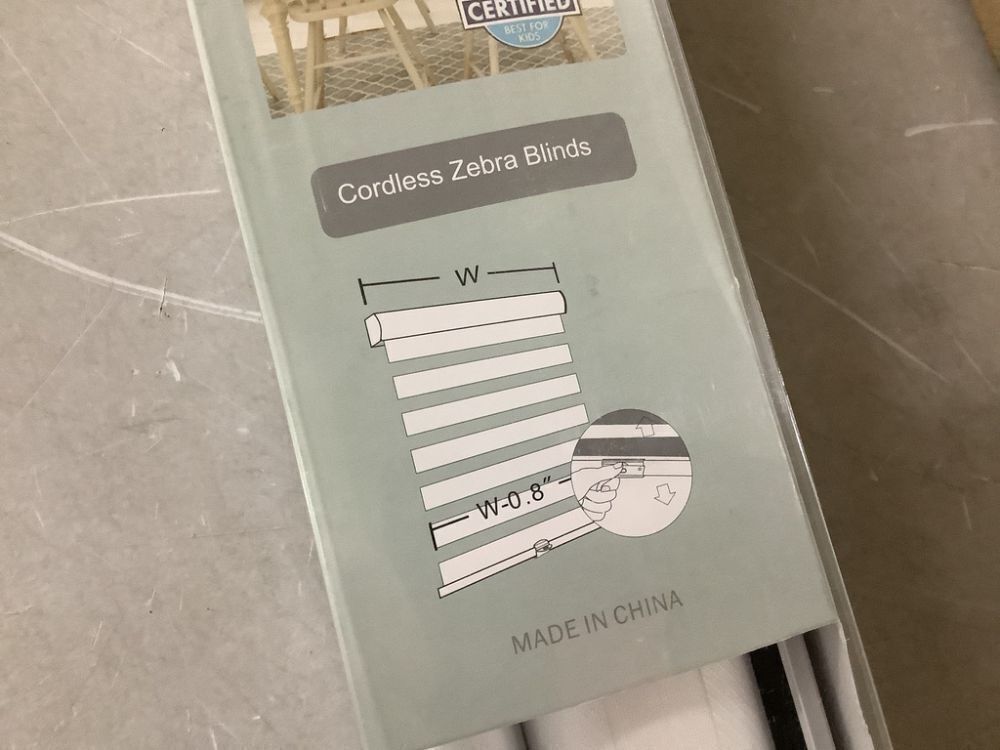 CERTIFIED
BEST FOR
KIDS
Cordless Zebra Blinds
W
W-0.8"
MADE IN CHINA